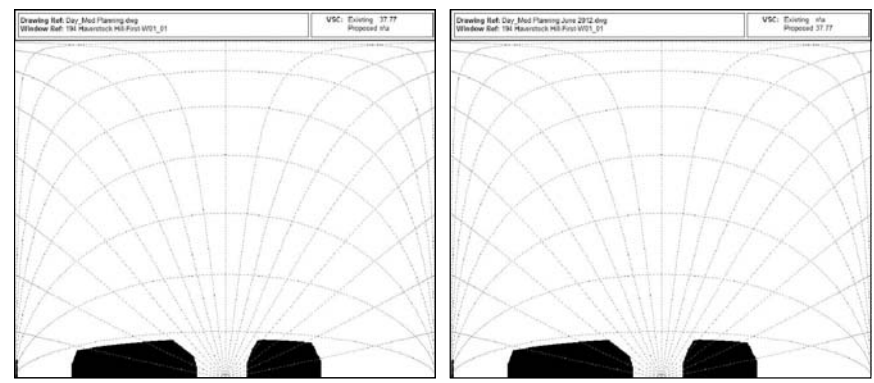 Drawing Ref: Day_Mod Planning.dwg
Window Ref: 194 Haverstock Hill-First W01_01
VSC: Existing 37.77
Proposed n\a
Drawing Ref: Day_Mod Planning June 2012.dwg
Window Ref: 194 Haverstock Hill-First W01_01
VSC: Existing n\a
Proposed 37.77